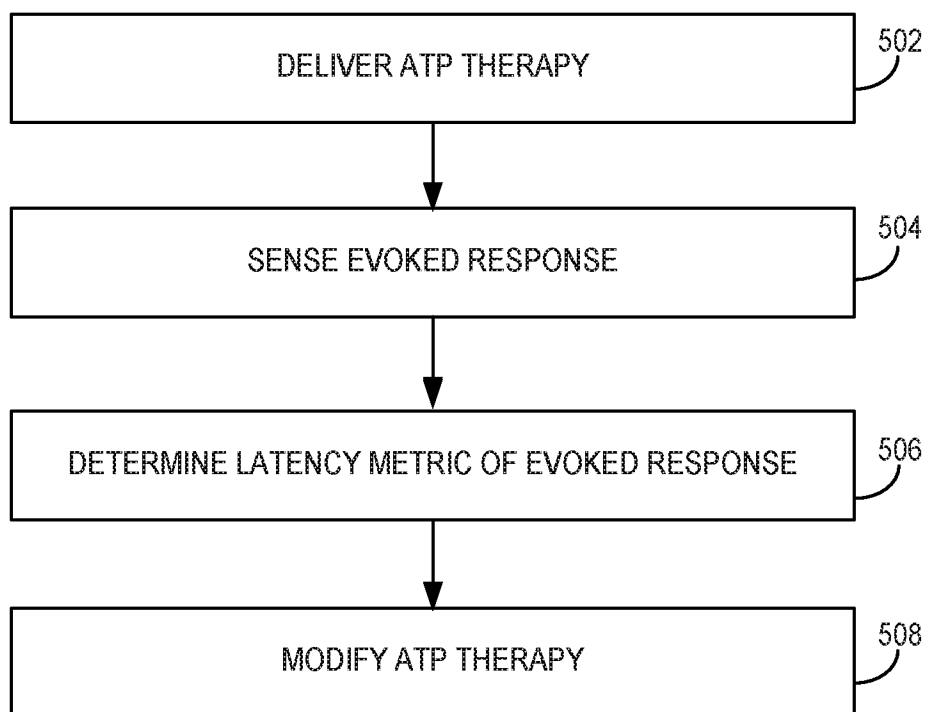 DELIVER ATP THERAPY
502
SENSE EVOKED RESPONSE
504
DETERMINE LATENCY METRIC OF EVOKED RESPONSE
506
MODIFY ATP THERAPY
508